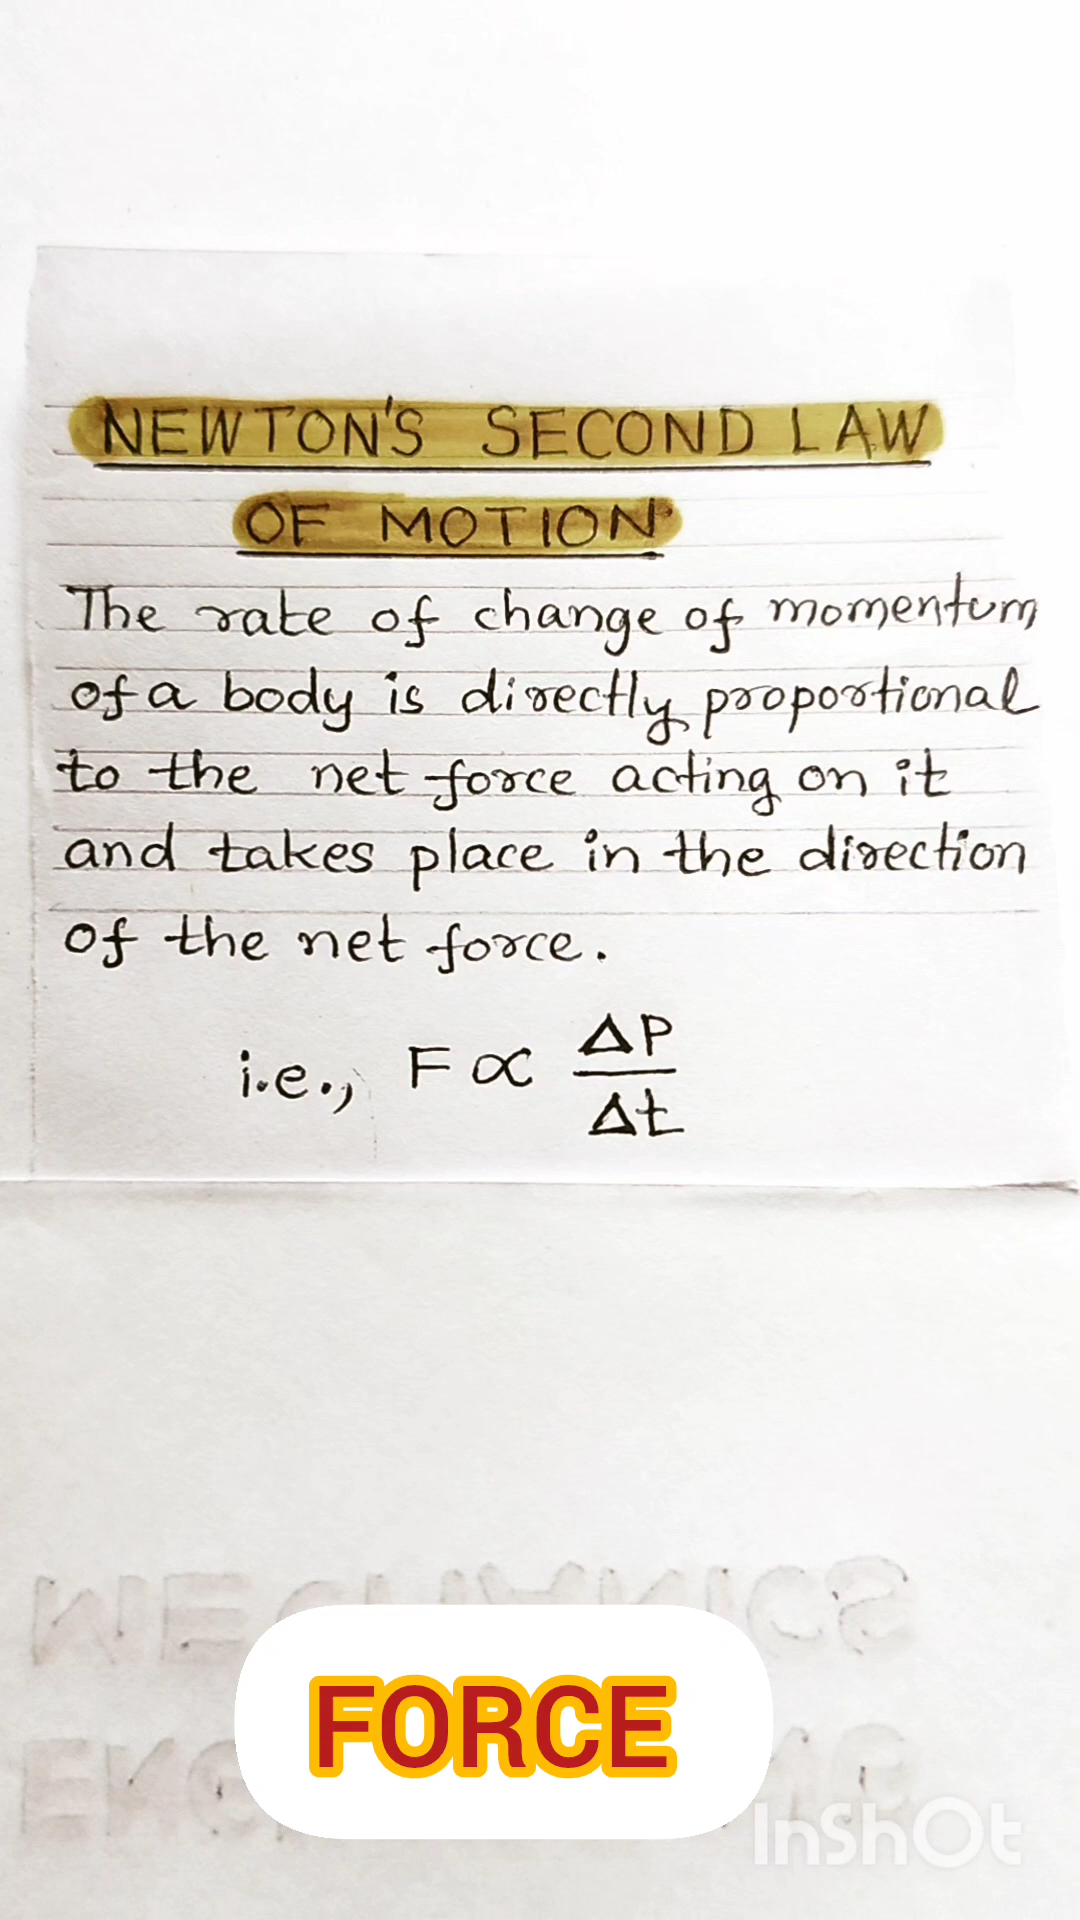 NEWTON'S SECOND LAW
OF MOTION
The rate of change of momentum
of a body is directly proportional
to the net force acting on it
and takes place in the direction
of the net force.
i.e., F ∝ ΔP/Δt
FORCE
InShOt